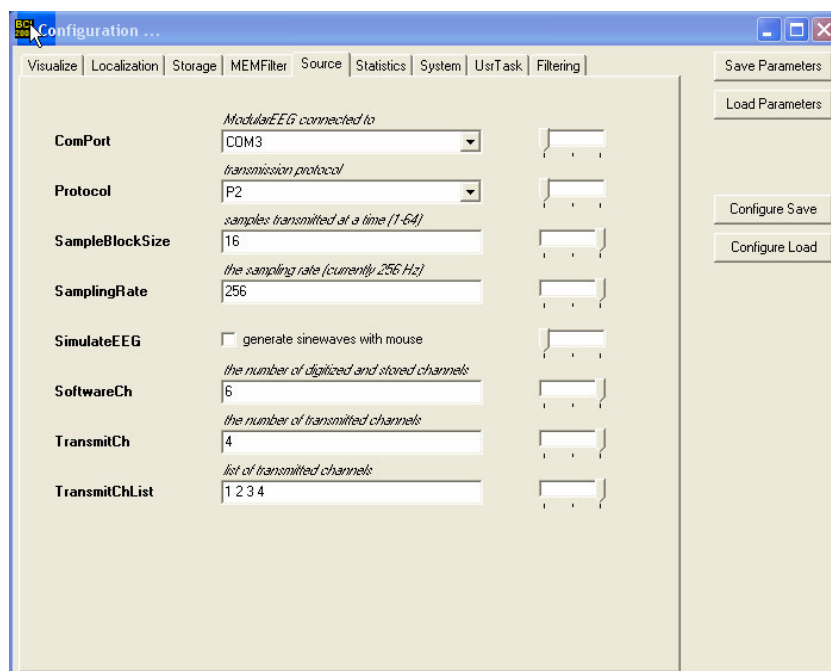 BCI
200
Configuration ...
Visualize Localization Storage MEMFilter Source Statistics System UsrTask Filtering
Save Parameters
Load Parameters
Configure Save
Configure Load
ModularEEG connected to
ComPort COM3
transmission protocol
Protocol P2
samples transmitted at a time (1-64)
SampleBlockSize 16
the sampling rate (currently 256 Hz)
SamplingRate 256
SimulateEEG generate sinewaves with mouse
the number of digitized and stored channels
SoftwareCh 6
the number of transmitted channels
TransmitCh 4
list of transmitted channels
TransmitChList 1 2 3 4